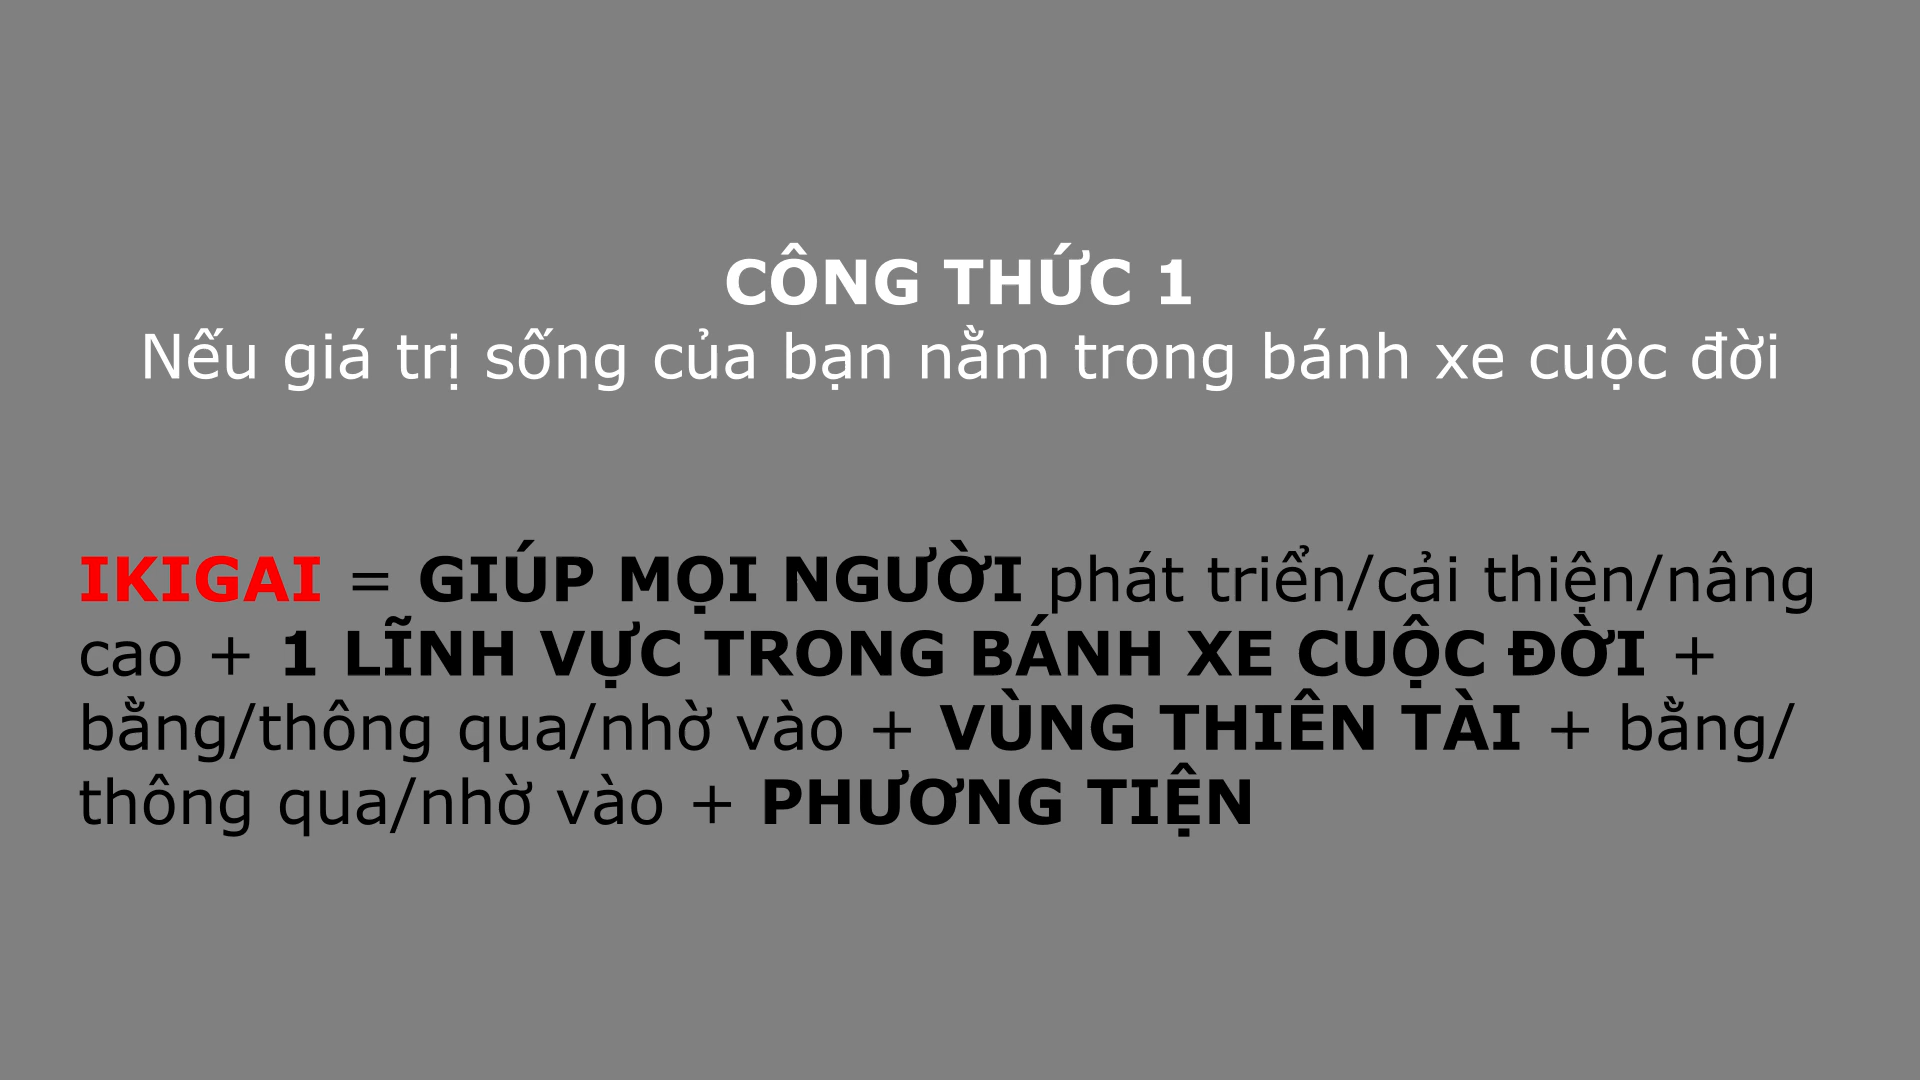 CÔNG THỨC 1
Nếu giá trị sống của bạn nằm trong bánh xe cuộc đời
IKIGAI = GIÚP MỌI NGƯỜI phát triển/cải thiện/nâng
cao + 1 LĨNH VỰC TRONG BÁNH XE CUỘC ĐỜI +
bằng/thông qua/nhờ vào + VÙNG THIÊN TÀI + bằng/
thông qua/nhờ vào + PHƯƠNG TIỆN